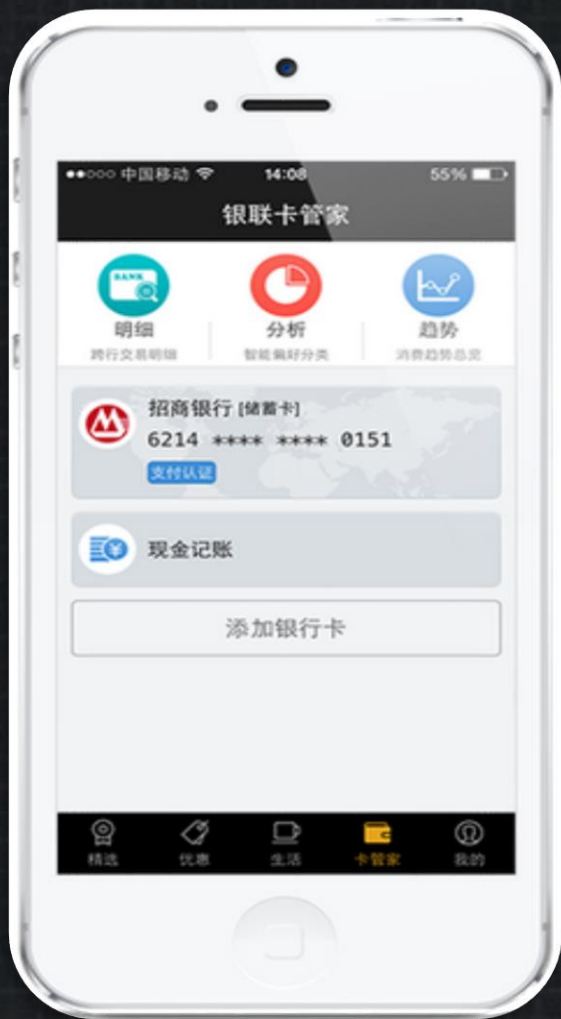 中国移动 14:08 55%
银联卡管家
BANK
明细 分析 趋势
跨行交易明细 智能偏好分类 消费趋势总览
招商银行 [储蓄卡]
6214 **** **** 0151
支付认证
¥ 现金记账
添加银行卡
精选 优惠 生活 卡管家 我的